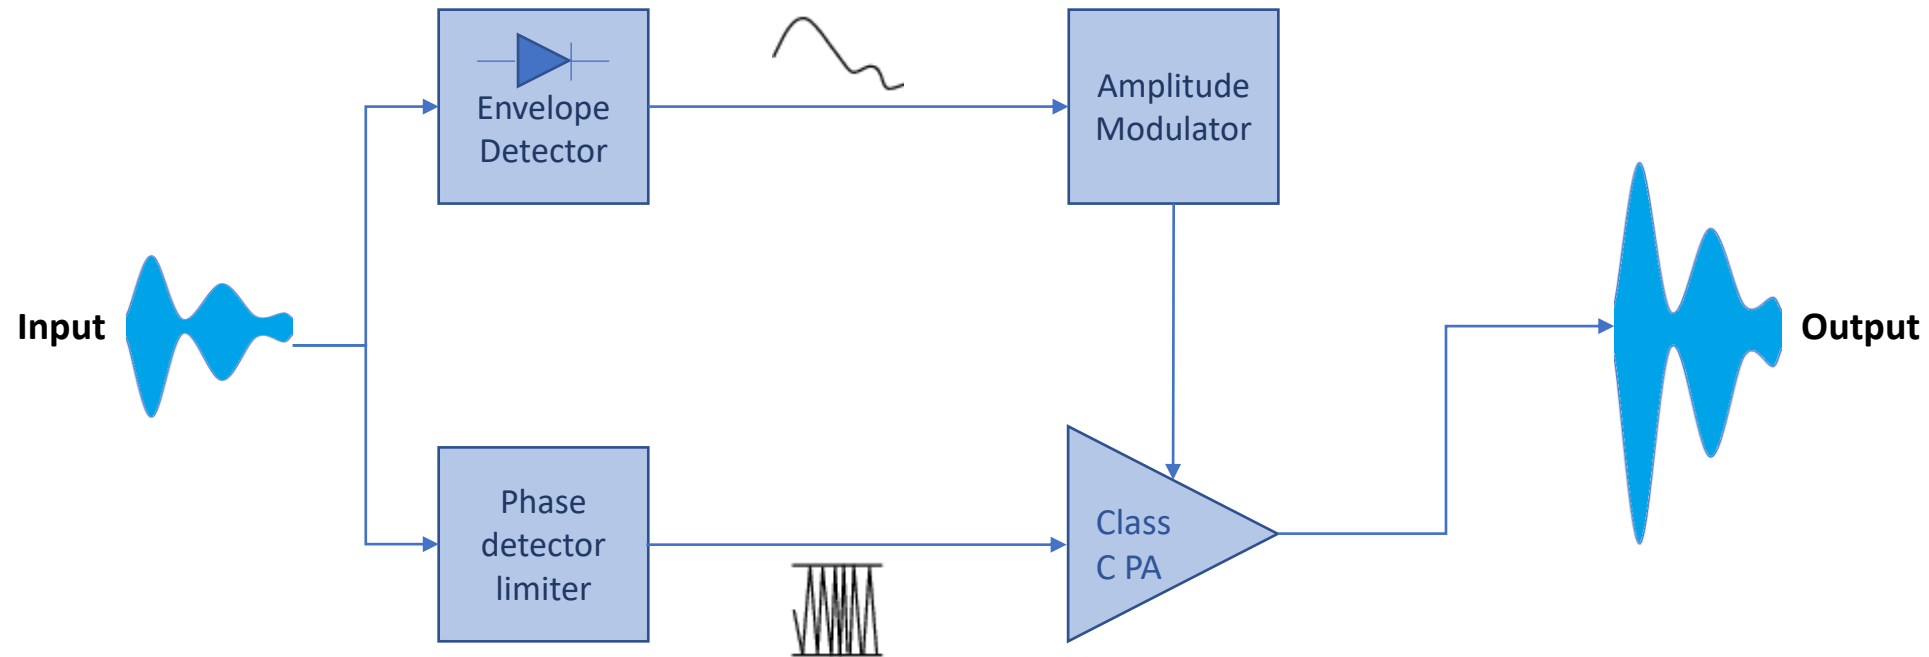 Envelope
Detector
Amplitude
Modulator
Input
Output
Phase
detector
limiter
Class
C PA